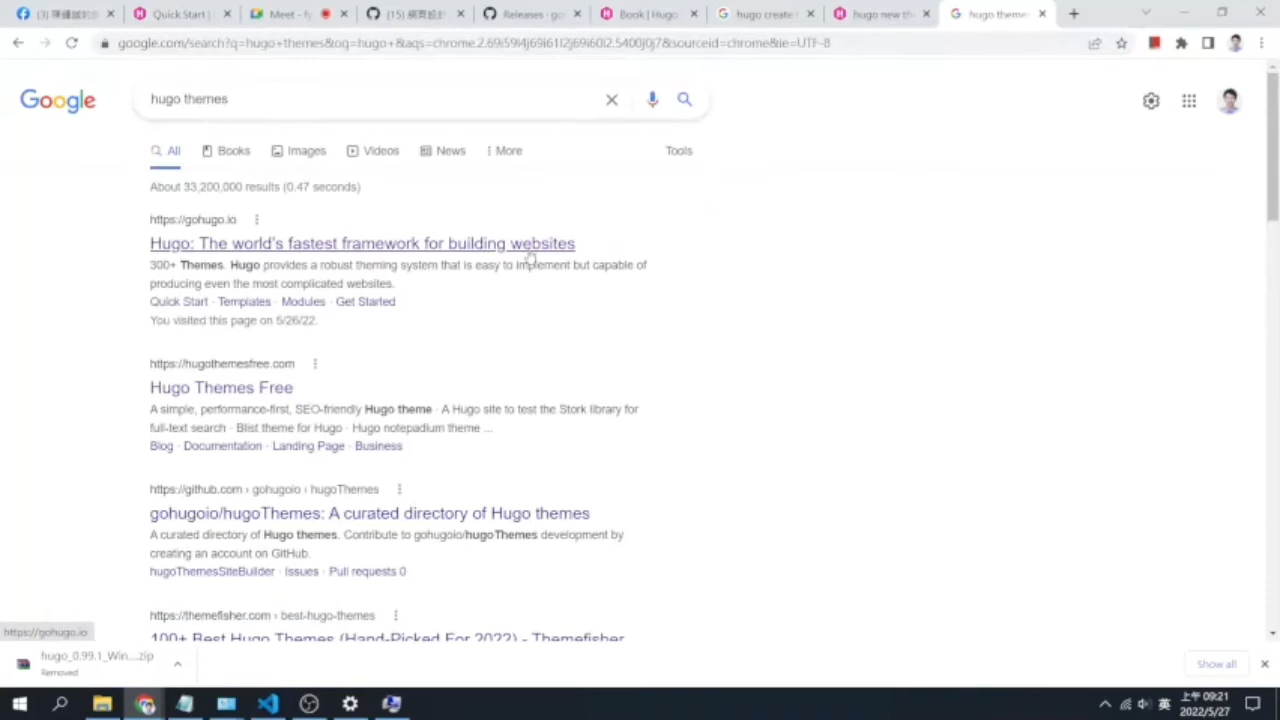 Quick Start |
Meet - fy
Releases · go
Book | Hugo
hugo create
hugo new th
hugo theme
google.com/search?q=hugo+themes&oq=hugo+&aqs=chrome.2.69i59l4j69i61l2j69i60l2.5400j0j7&sourceid=chrome&ie=UTF-8
Google
hugo themes
All
Books
Images
Videos
News
More
Tools
About 33,200,000 results (0.47 seconds)
https://gohugo.io
Hugo: The world's fastest framework for building websites
300+ Themes. Hugo provides a robust theming system that is easy to implement but capable of
producing even the most complicated websites.
Quick Start · Templates · Modules · Get Started
You visited this page on 5/26/22.
https://hugothemesfree.com
Hugo Themes Free
A simple, performance-first, SEO-friendly Hugo theme · A Hugo site to test the Stork library for
full-text search · Blist theme for Hugo · Hugo notepadium theme ...
Blog · Documentation · Landing Page · Business
https://github.com › gohugoio › hugoThemes
gohugoio/hugoThemes: A curated directory of Hugo themes
A curated directory of Hugo themes. Contribute to gohugoio/hugoThemes development by
creating an account on GitHub.
hugoThemesSiteBuilder · Issues · Pull requests 0
https://themefisher.com › best-hugo-themes
100+ Best Hugo Themes (Hand-Picked For 2022) - Themefisher
https://gohugo.io
hugo_0.99.1_Win....zip
Removed
Show all
英
上午 09:21
2022/5/27